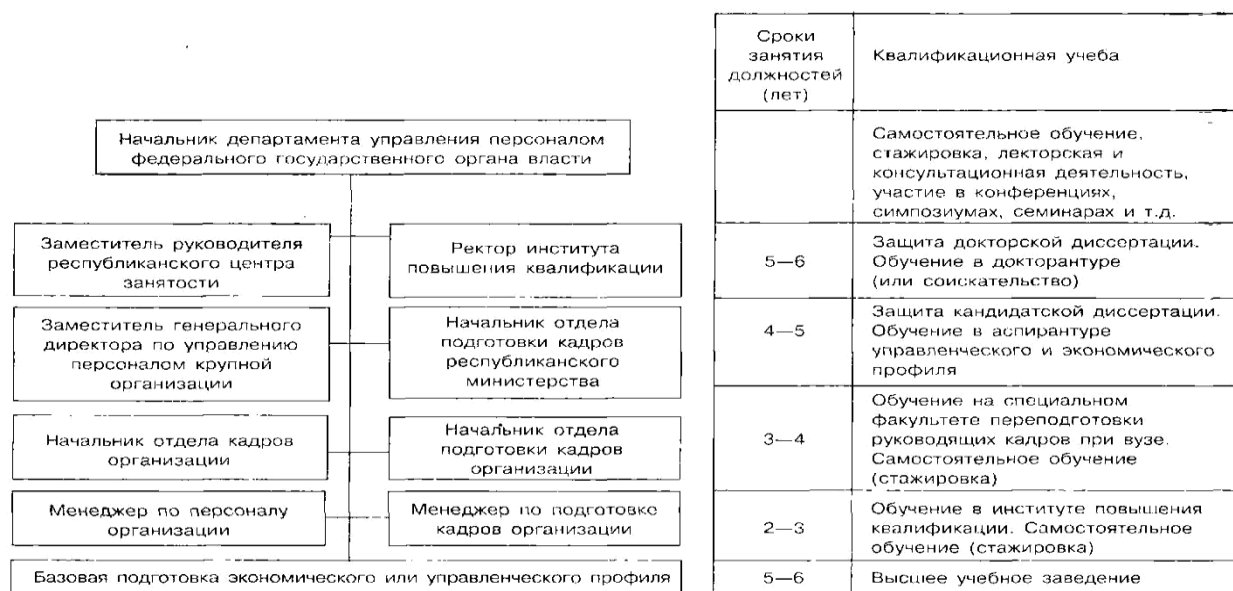 Начальник департамента управления персоналом
федерального государственного органа власти
Заместитель руководителя
республиканского центра
занятости
Ректор института
повышения квалификации
Заместитель генерального
директора по управлению
персоналом крупной
организации
Начальник отдела
подготовки кадров
республиканского
министерства
Начальник отдела кадров
организации
Начальник отдела
подготовки кадров
организации
Менеджер по персоналу
организации
Менеджер по подготовке
кадров организации
Базовая подготовка экономического или управленческого профиля
Сроки
занятия
должностей
(лет)
Квалификационная учеба
Самостоятельное обучение,
стажировка, лекторская и
консультационная деятельность,
участие в конференциях,
симпозиумах, семинарах и т.д.
5—6
Защита докторской диссертации.
Обучение в докторантуре
(или соискательство)
4—5
Защита кандидатской диссертации.
Обучение в аспирантуре
управленческого и экономического
профиля
3—4
Обучение на специальном
факультете переподготовки
руководящих кадров при вузе.
Самостоятельное обучение
(стажировка)
2—3
Обучение в институте повышения
квалификации. Самостоятельное
обучение (стажировка)
5—6
Высшее учебное заведение